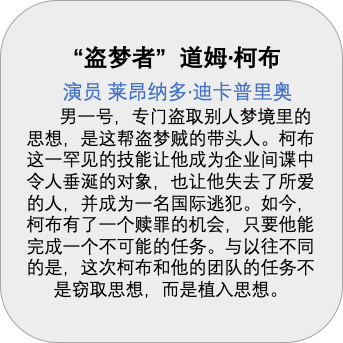 “盗梦者” 道姆·柯布
演员 莱昂纳多·迪卡普里奥
男一号，专门盗取别人梦境里的
思想，是这帮盗梦贼的带头人。柯布
这一罕见的技能让他成为企业间谍中
令人垂涎的对象，也让他失去了所爱
的人，并成为一名国际逃犯。如今，
柯布有了一个赎罪的机会，只要他能
完成一个不可能的任务。与以往不同
的是，这次柯布和他的团队的任务不
是窃取思想，而是植入思想。